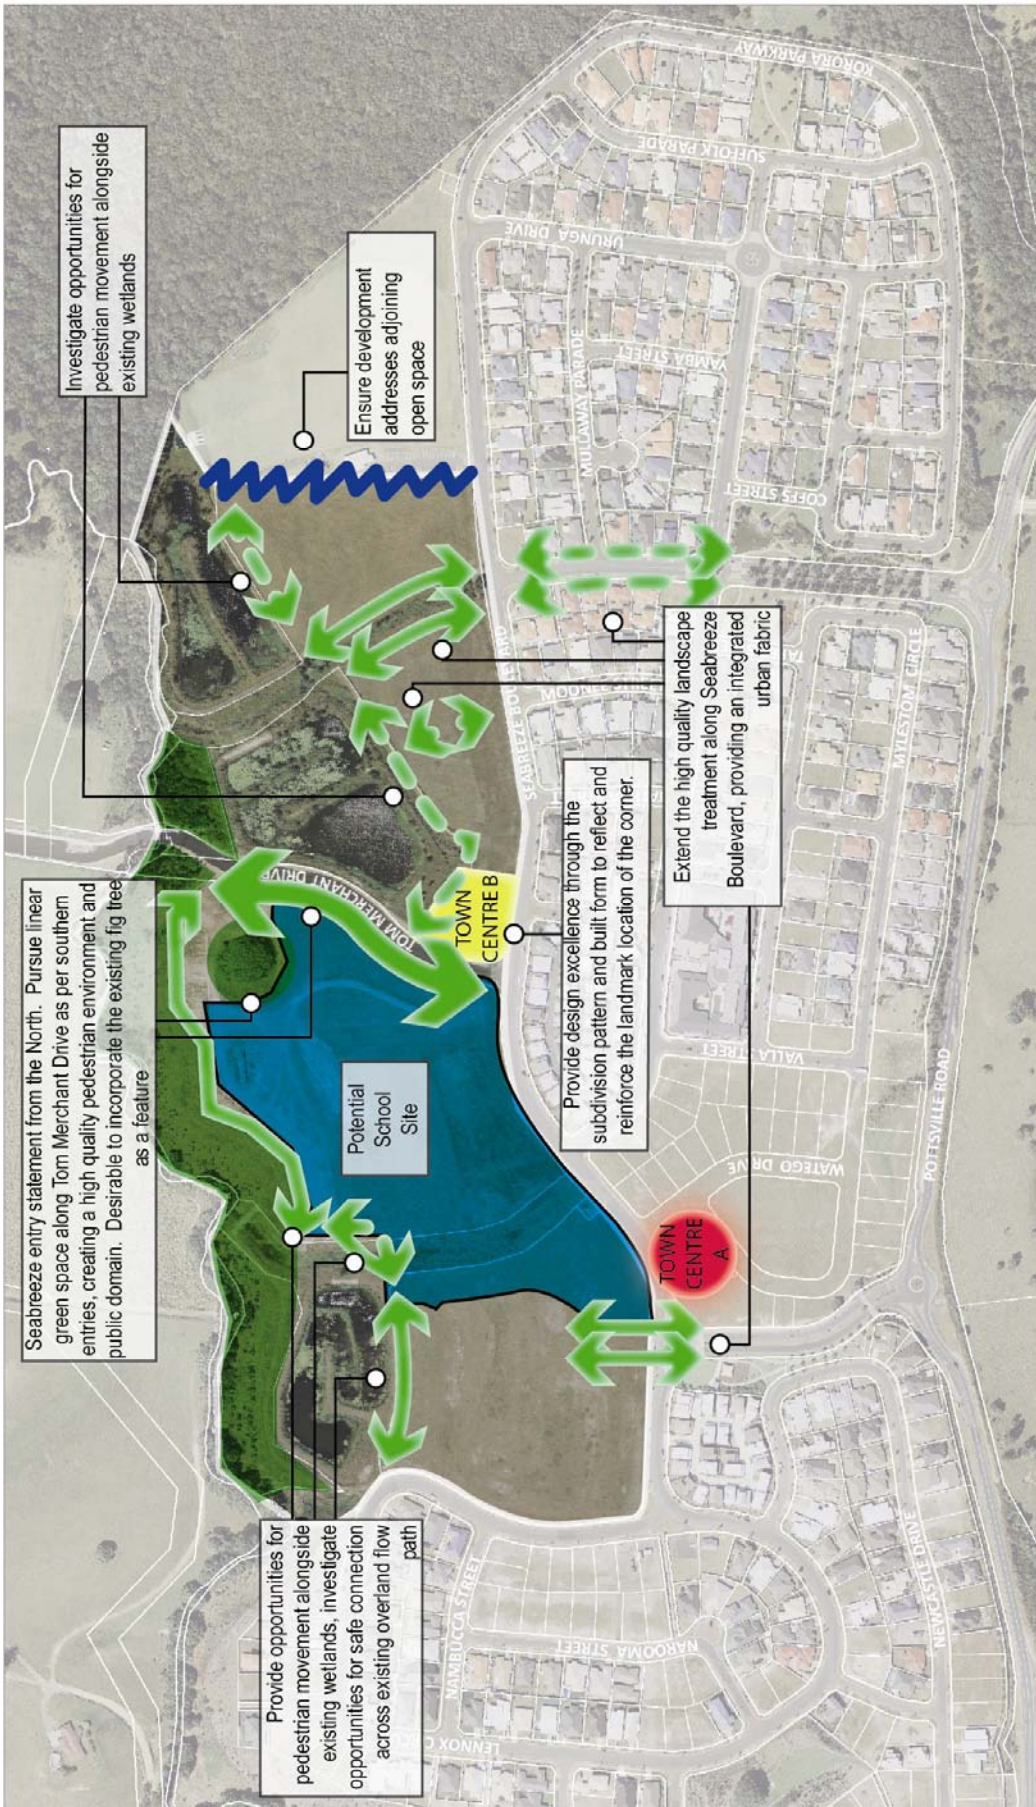 Investigate opportunities for
pedestrian movement alongside
existing wetlands
Ensure development
addresses adjoining
open space
Seabreeze entry statement from the North. Pursue linear
green space along Tom Merchant Drive as per southern
entries, creating a high quality pedestrian environment and
public domain. Desirable to incorporate the existing fig tree
as a feature
Provide opportunities for
pedestrian movement alongside
existing wetlands, investigate
opportunities for safe connection
across existing overland flow
path
Potential
School
Site
TOM MERCHANT DRIVE
TOWN
CENTRE B
TOWN
CENTRE
A
Provide design excellence through the
subdivision pattern and built form to reflect and
reinforce the landmark location of the corner.
Extend the high quality landscape
treatment along Seabreeze
Boulevard, providing an integrated
urban fabric
KORORA PARKWAY
SUFFOLK PARADE
URUNGA DRIVE
YAMBA STREET
MULLAWAY PARADE
COFFS STREET
SEABREEZE BOULEVARD
MYLESTOM CIRCLE
VALLA STREET
WATEGO DRIVE
POTTSVILLE ROAD
NAMBUCCA STREET
NAROOMA STREET
NEWCASTLE DRIVE
LENNOX